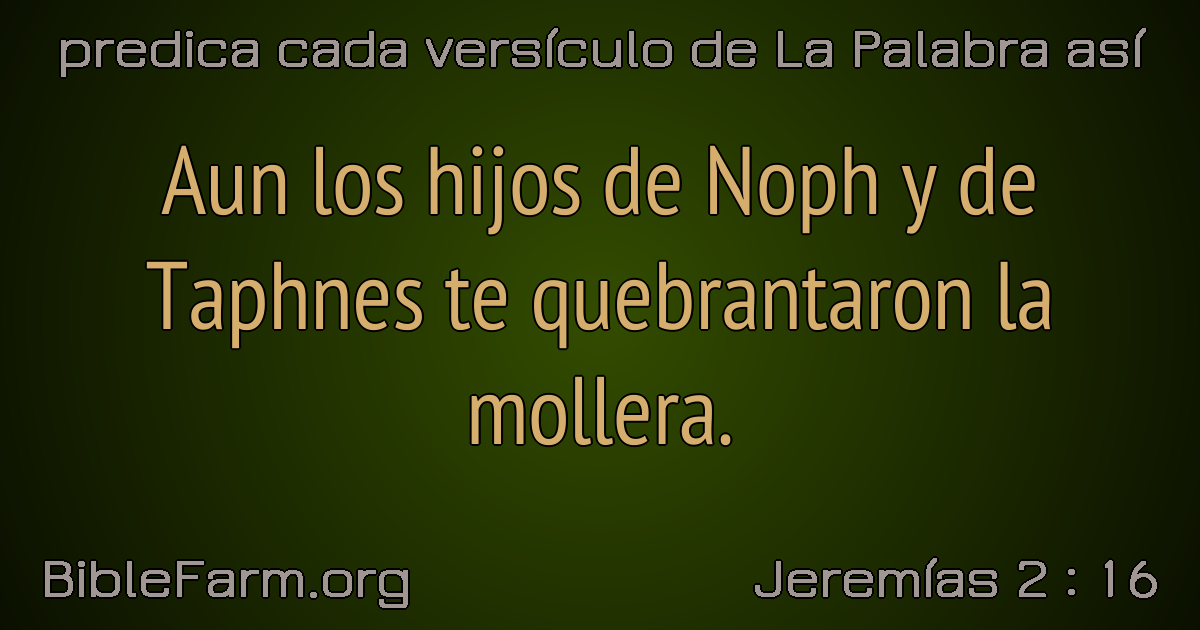 predica cada versículo de La Palabra así
Aun los hijos de Noph y de
Taphnes te quebrantaron la
mollera.
BibleFarm.org
Jeremías 2 : 16